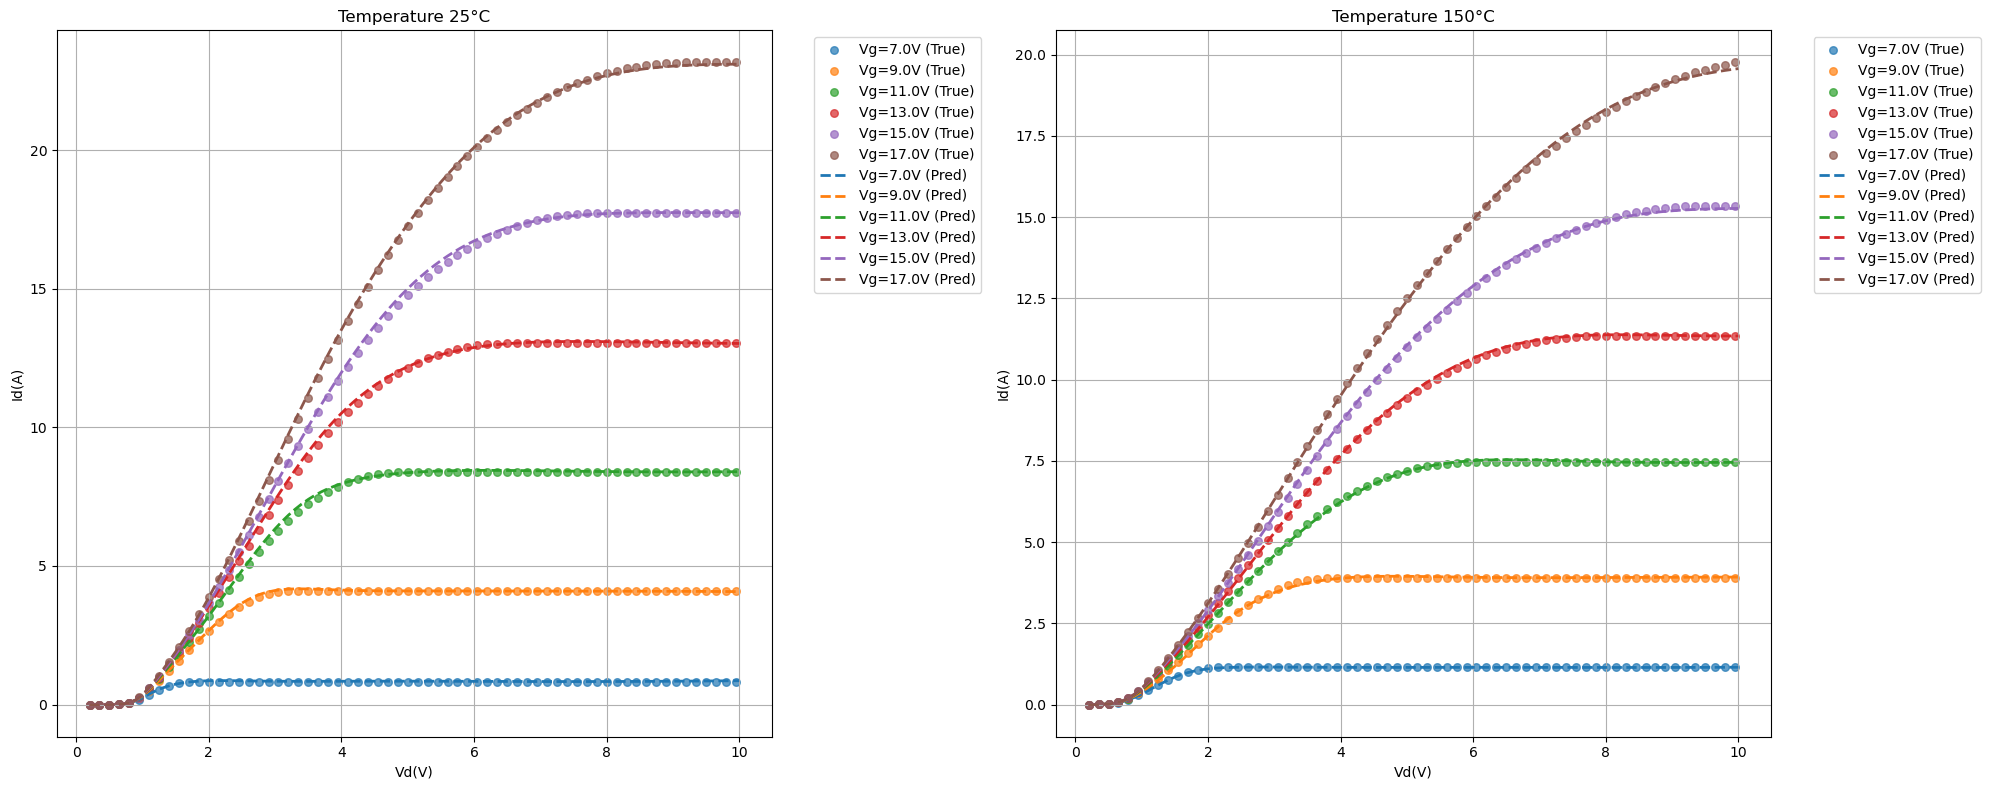 Temperature 25°C
20
15
10
5
0
Id(A)
0 2 4 6 8 10
Vd(V)
Vg=7.0V (True)
Vg=9.0V (True)
Vg=11.0V (True)
Vg=13.0V (True)
Vg=15.0V (True)
Vg=17.0V (True)
Vg=7.0V (Pred)
Vg=9.0V (Pred)
Vg=11.0V (Pred)
Vg=13.0V (Pred)
Vg=15.0V (Pred)
Vg=17.0V (Pred)
Temperature 150°C
20.0
17.5
15.0
12.5
10.0
7.5
5.0
2.5
0.0
Id(A)
0 2 4 6 8 10
Vd(V)
Vg=7.0V (True)
Vg=9.0V (True)
Vg=11.0V (True)
Vg=13.0V (True)
Vg=15.0V (True)
Vg=17.0V (True)
Vg=7.0V (Pred)
Vg=9.0V (Pred)
Vg=11.0V (Pred)
Vg=13.0V (Pred)
Vg=15.0V (Pred)
Vg=17.0V (Pred)